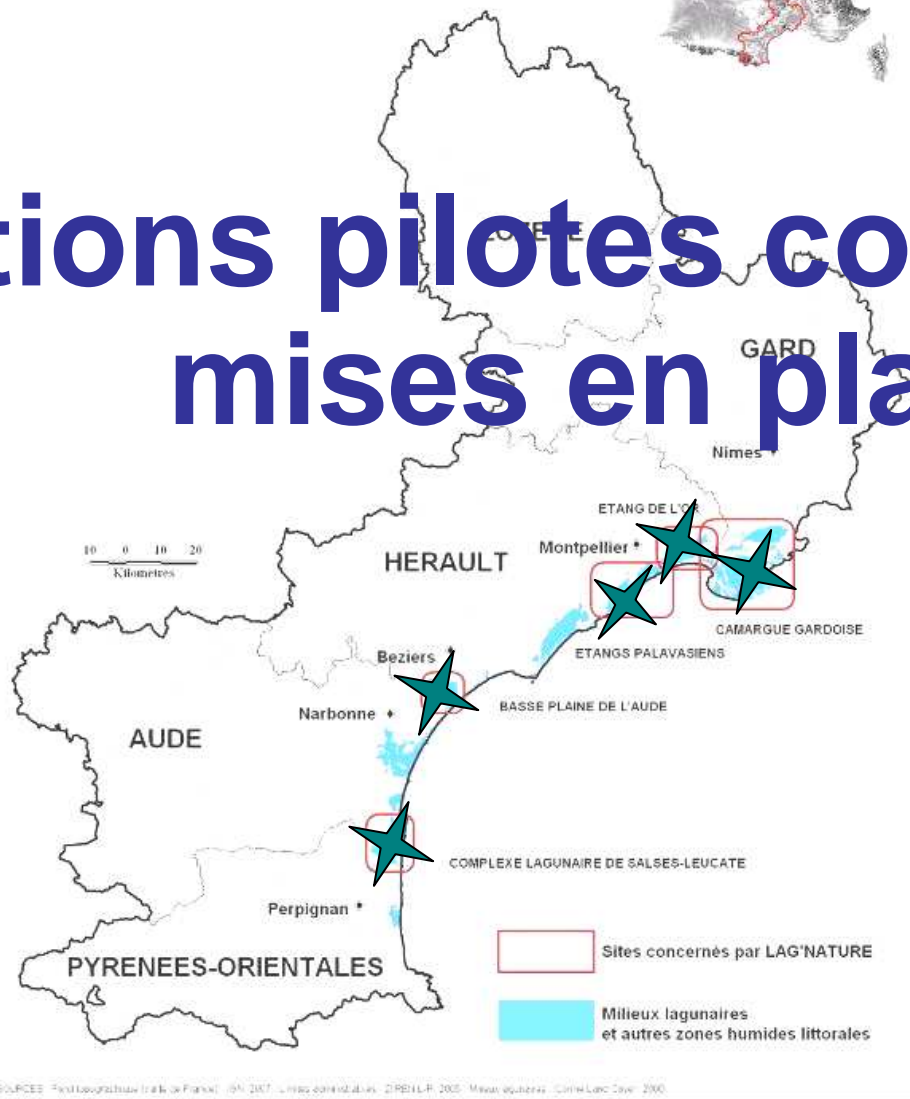 tions pilotes co
mises en pla
GARD
Nimes
ETANG DE L'OR
10 0 10 20
Kilometres
Montpellier
HERAULT
CAMARGUE GARDOISE
ETANGS PALAVASIENS
Beziers
BASSE PLAINE DE L'AUDE
Narbonne
AUDE
COMPLEXE LAGUNAIRE DE SALSES-LEUCATE
Perpignan
Sites concernés par LAG'NATURE
PYRENEES-ORIENTALES
Milieux lagunaires
et autres zones humides littorales